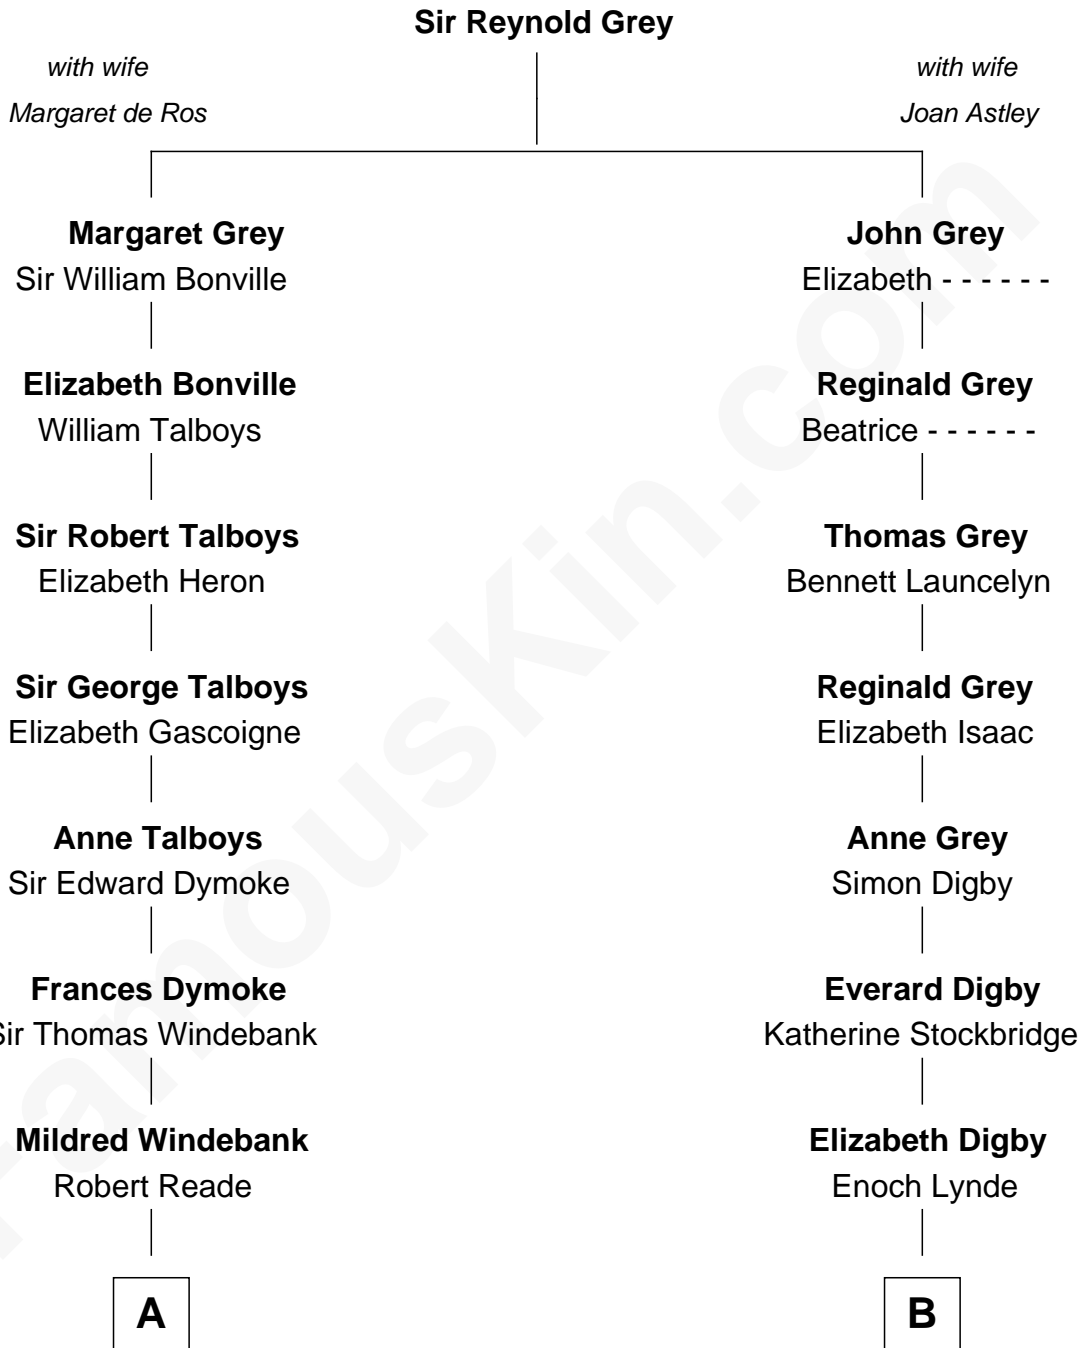 Sir Reynold Grey
with wife
Margaret de Ros
with wife
Joan Astley
Margaret Grey
Sir William Bonville
John Grey
Elizabeth - - - - - -
Elizabeth Bonville
William Talboys
Reginald Grey
Beatrice - - - - - -
Sir Robert Talboys
Elizabeth Heron
Thomas Grey
Bennett Launcelyn
Sir George Talboys
Elizabeth Gascoigne
Reginald Grey
Elizabeth Isaac
Anne Talboys
Sir Edward Dymoke
Anne Grey
Simon Digby
Frances Dymoke
Sir Thomas Windebank
Everard Digby
Katherine Stockbridge
Mildred Windebank
Robert Reade
Elizabeth Digby
Enoch Lynde
A
B
FamousKin.com